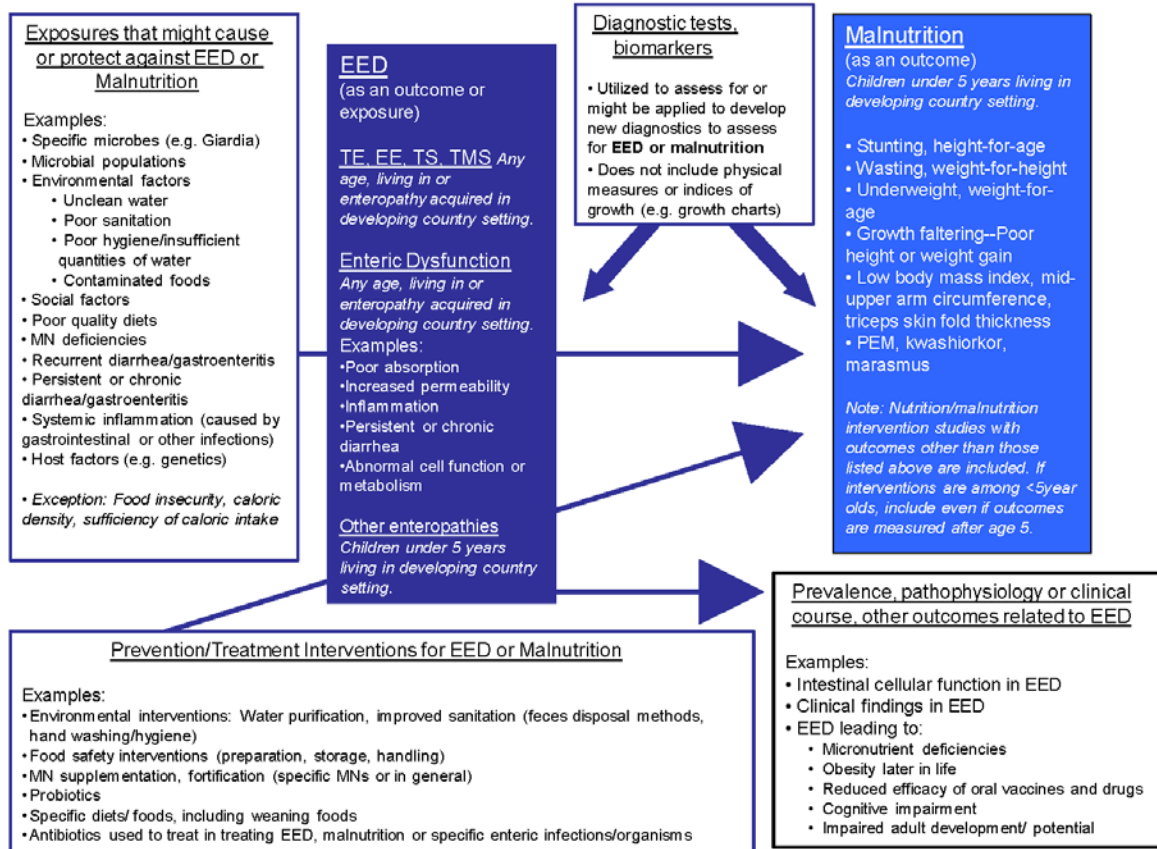 Exposures that might cause
or protect against EED or
Malnutrition
Examples:
• Specific microbes (e.g. Giardia)
• Microbial populations
• Environmental factors
• Unclean water
• Poor sanitation
• Poor hygiene/insufficient
quantities of water
• Contaminated foods
• Social factors
• Poor quality diets
• MN deficiencies
• Recurrent diarrhea/gastroenteritis
• Persistent or chronic
diarrhea/gastroenteritis
• Systemic inflammation (caused by
gastrointestinal or other infections)
• Host factors (e.g. genetics)
• Exception: Food insecurity, caloric
density, sufficiency of caloric intake
EED
(as an outcome or
exposure)
TE, EE, TS, TMS Any
age, living in or
enteropathy acquired in
developing country setting.
Enteric Dysfunction
Any age, living in or
enteropathy acquired in
developing country setting.
Examples:
•Poor absorption
•Increased permeability
•Inflammation
•Persistent or chronic
diarrhea
•Abnormal cell function or
metabolism
Other enteropathies
Children under 5 years
living in developing country
setting.
Diagnostic tests,
biomarkers
• Utilized to assess for or
might be applied to develop
new diagnostics to assess
for EED or malnutrition
• Does not include physical
measures or indices of
growth (e.g. growth charts)
Malnutrition
(as an outcome)
Children under 5 years living in
developing country setting.
• Stunting, height-for-age
• Wasting, weight-for-height
• Underweight, weight-for-
age
• Growth faltering--Poor
height or weight gain
• Low body mass index, mid-
upper arm circumference,
triceps skin fold thickness
• PEM, kwashiorkor,
marasmus
Note: Nutrition/malnutrition
intervention studies with
outcomes other than those
listed above are included. If
interventions are among <5year
olds, include even if outcomes
are measured after age 5.
Prevention/Treatment Interventions for EED or Malnutrition
Examples:
•Environmental interventions: Water purification, improved sanitation (feces disposal methods,
hand washing/hygiene)
•Food safety interventions (preparation, storage, handling)
•MN supplementation, fortification (specific MNs or in general)
•Probiotics
•Specific diets/ foods, including weaning foods
•Antibiotics used to treat in treating EED, malnutrition or specific enteric infections/organisms
Prevalence, pathophysiology or clinical
course, other outcomes related to EED
Examples:
• Intestinal cellular function in EED
• Clinical findings in EED
• EED leading to:
• Micronutrient deficiencies
• Obesity later in life
• Reduced efficacy of oral vaccines and drugs
• Cognitive impairment
• Impaired adult development/ potential